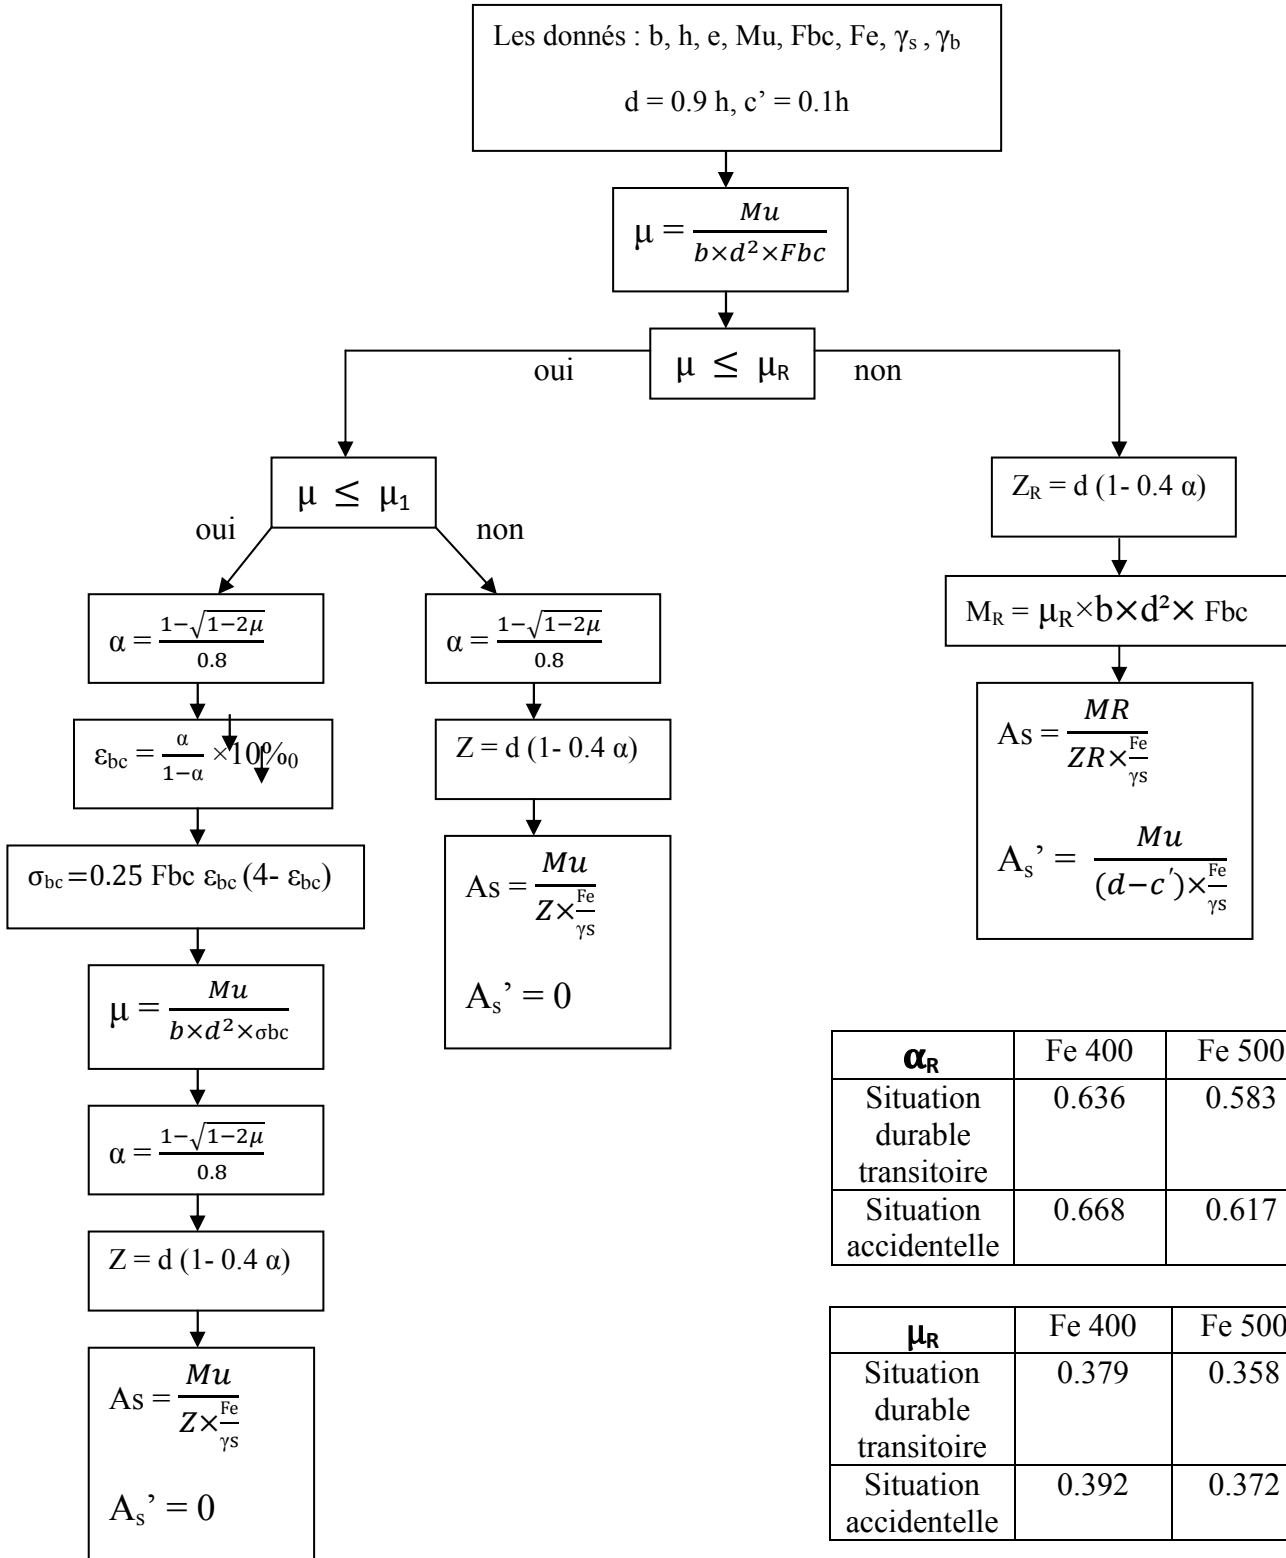 Les donnés : b, h, e, Mu, Fbc, Fe, γs , γb
d = 0.9 h, c’ = 0.1h
μ = Mu / b×d²×Fbc
μ ≤ μR
oui
non
μ ≤ μ1
oui
non
ZR = d (1- 0.4 α)
MR = μR×b×d²× Fbc
As = MR / ZR×Fe/γs
As’ = Mu / (d−c′)×Fe/γs
α = 1−√1−2μ / 0.8
Z = d (1- 0.4 α)
As = Mu / Z×Fe/γs
As’ = 0
α = 1−√1−2μ / 0.8
εbc = α / 1−α ×10%0
σbc =0.25 Fbc εbc (4- εbc)
μ = Mu / b×d²×σbc
α = 1−√1−2μ / 0.8
Z = d (1- 0.4 α)
As = Mu / Z×Fe/γs
As’ = 0
αR Fe 400 Fe 500
Situation 0.636 0.583
durable
transitoire
Situation 0.668 0.617
accidentelle
μR Fe 400 Fe 500
Situation 0.379 0.358
durable
transitoire
Situation 0.392 0.372
accidentelle